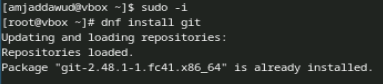 [amjaddawud@vbox ~]$ sudo -i
[root@vbox ~]# dnf install git
Updating and loading repositories:
Repositories loaded.
Package "git-2.48.1-1.fc41.x86_64" is already installed.